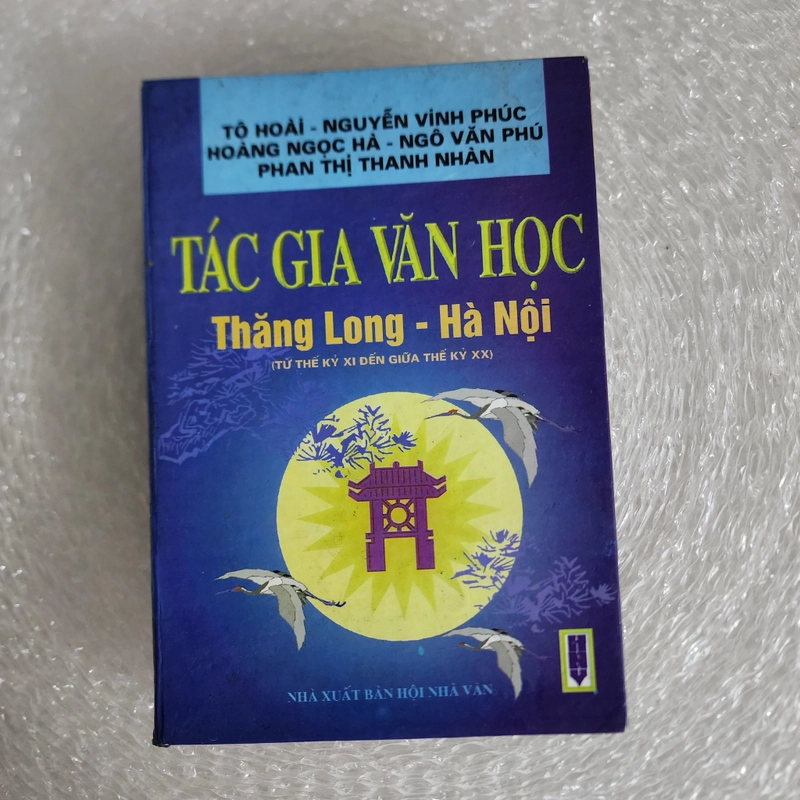 TÔ HOÀI - NGUYỄN VINH PHÚC
HOÀNG NGỌC HÀ - NGÔ VĂN PHÚ
PHAN THỊ THANH NHÀN
TÁC GIA VĂN HỌC
Thăng Long - Hà Nội
(TỪ THẾ KỶ XI ĐẾN GIỮA THẾ KỶ XX)
NHÀ XUẤT BẢN HỘI NHÀ VĂN